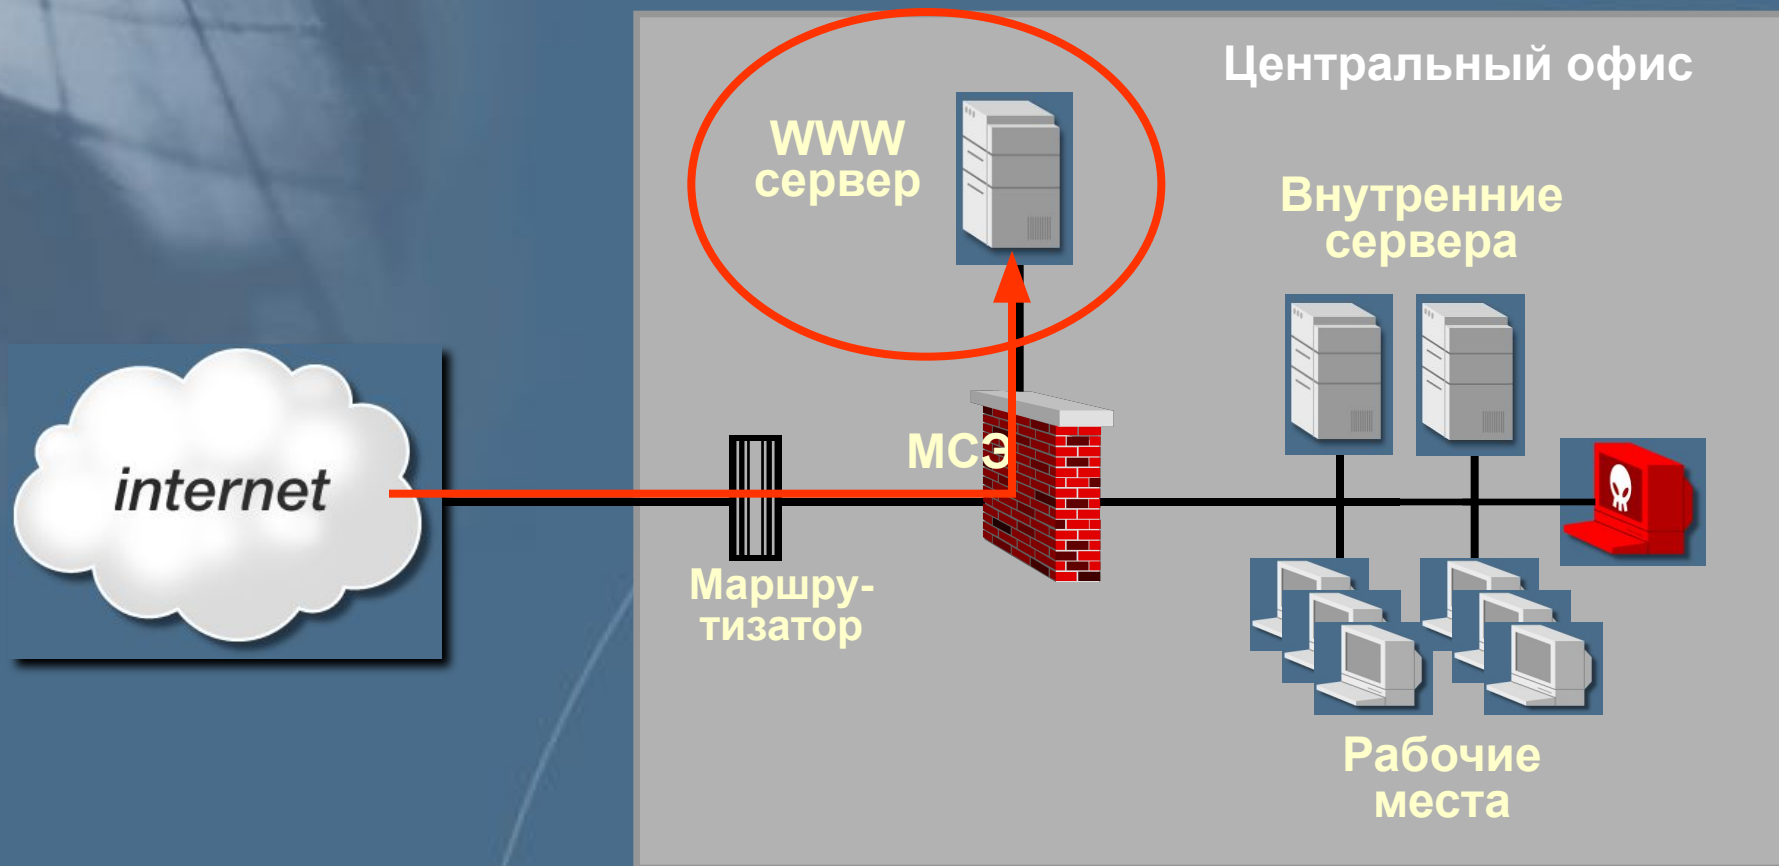 Центральный офис
WWW
сервер
Внутренние
сервера
internet
МСЭ
Маршру-
тизатор
Рабочие
места